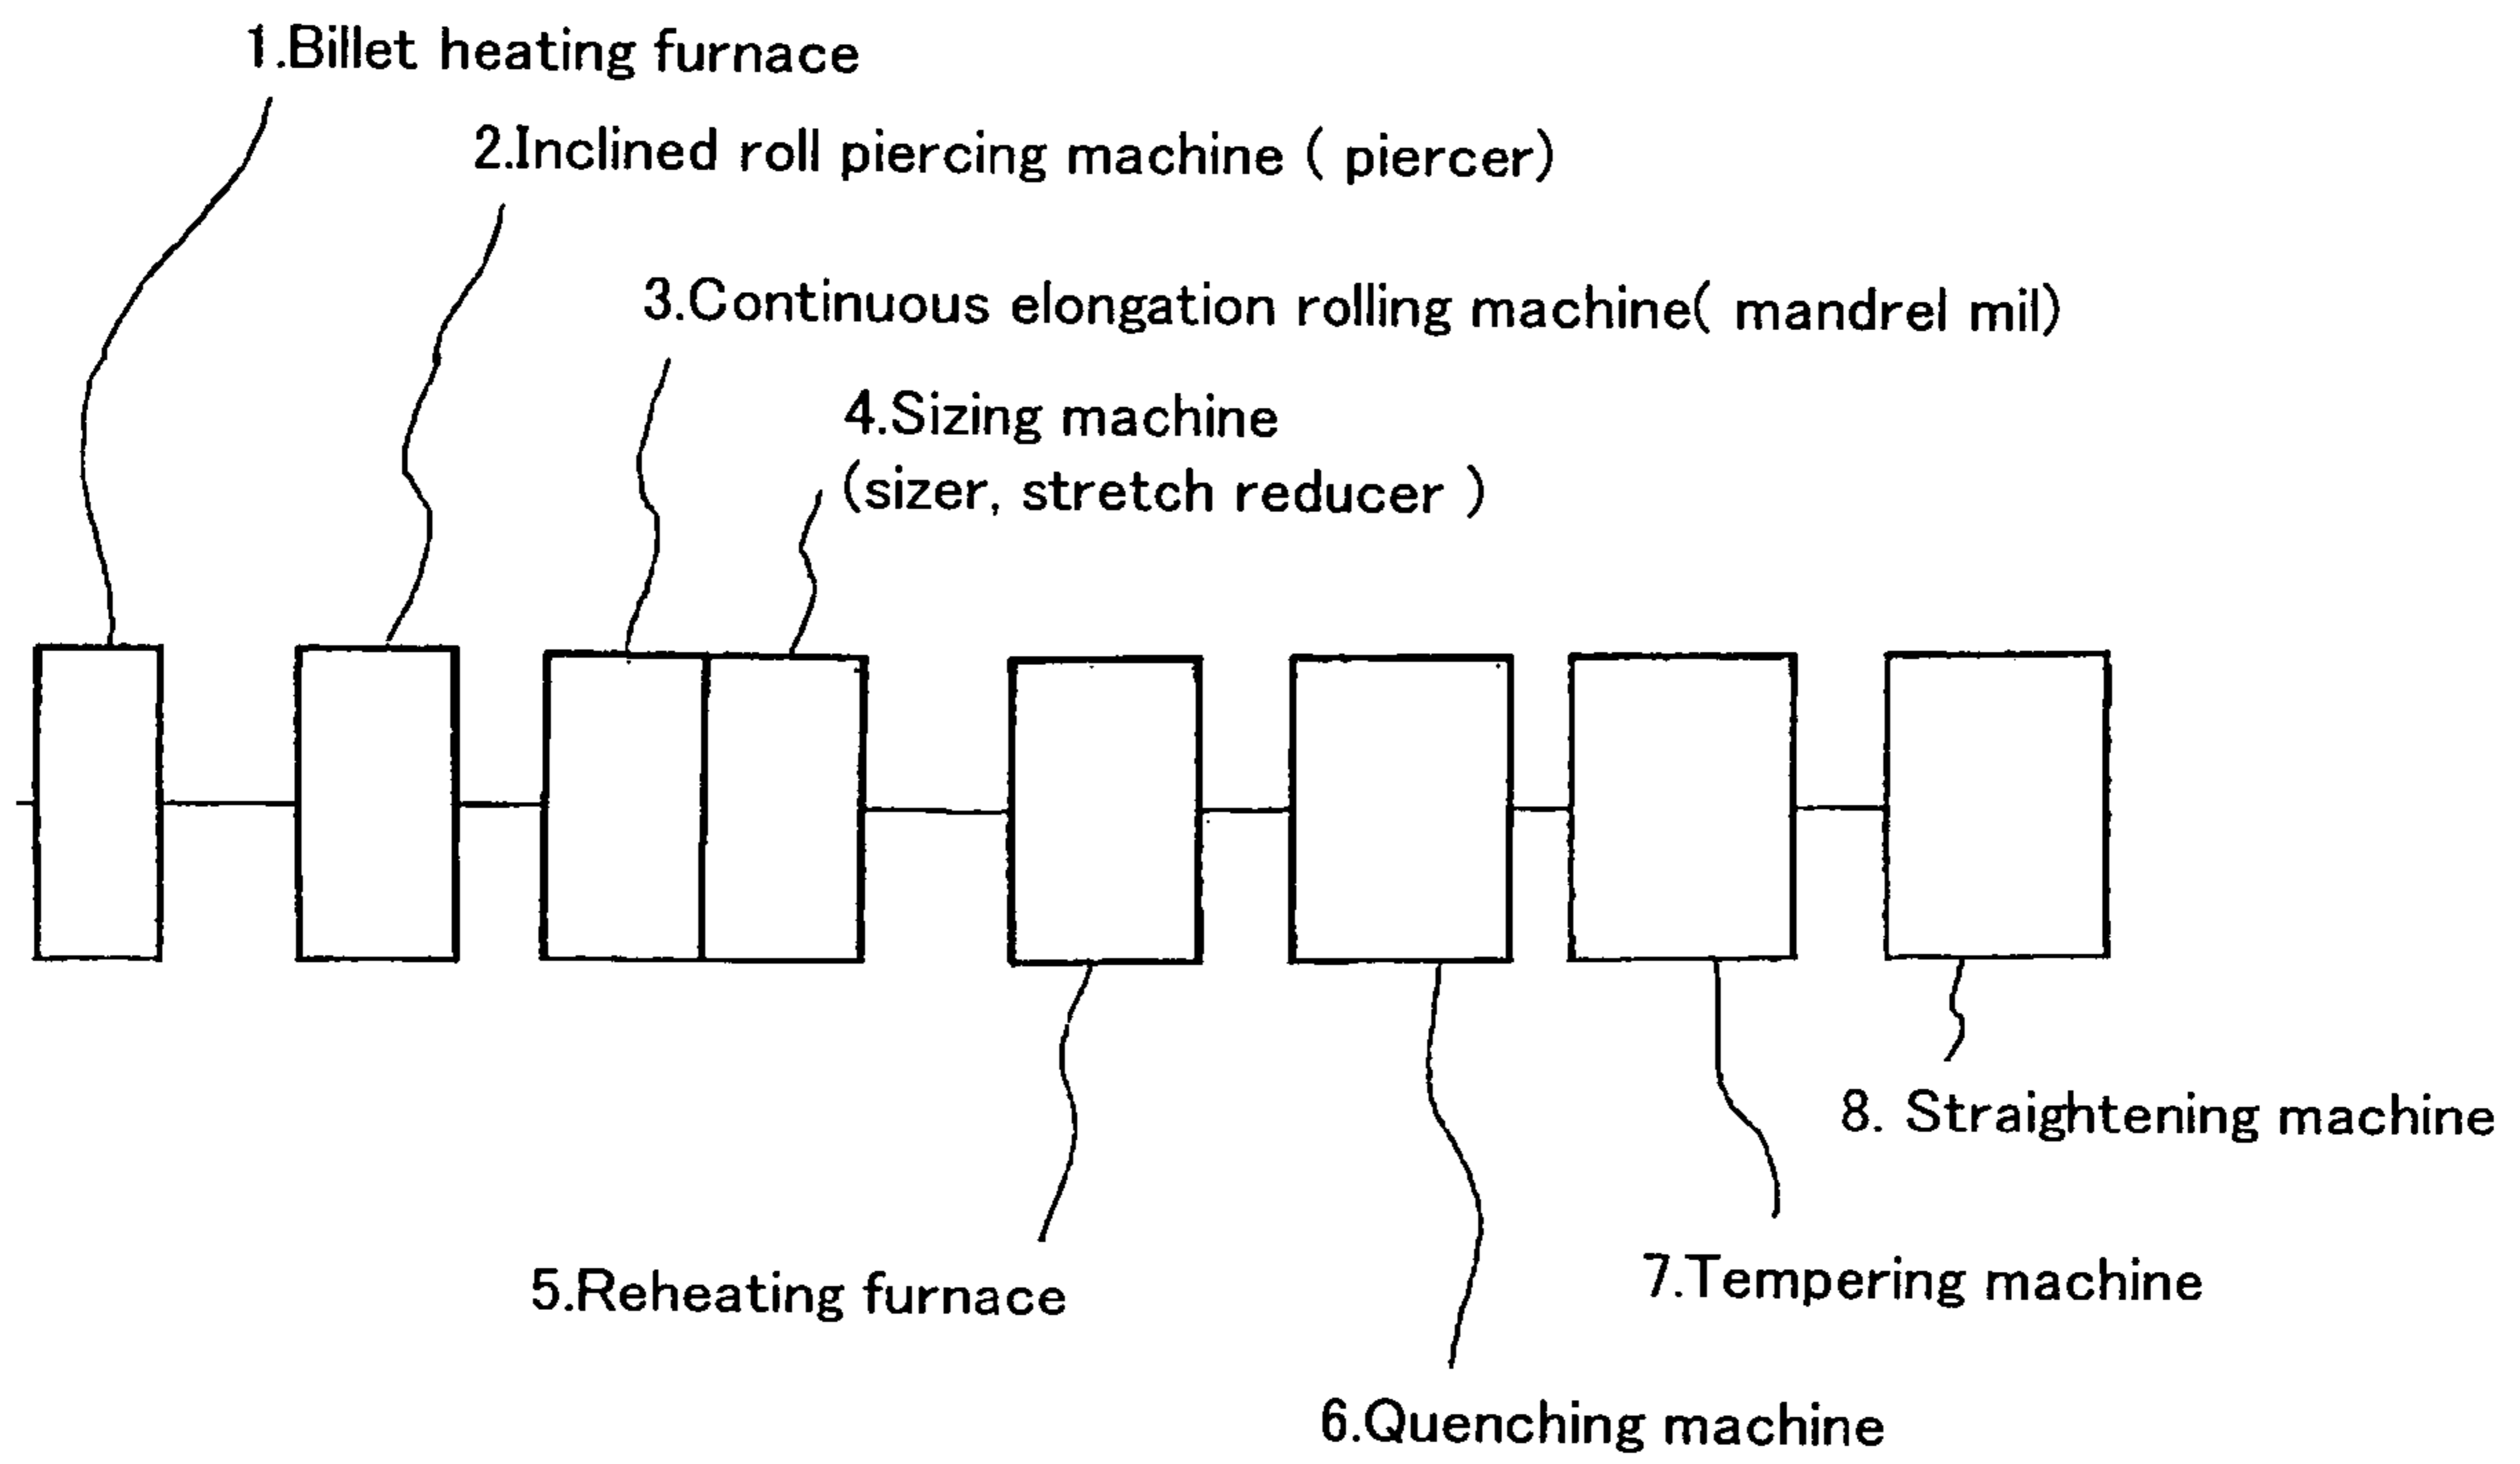 1.Billet heating furnace
2.Inclined roll piercing machine ( piercer)
3.Continuous elongation rolling machine( mandrel mil)
4.Sizing machine
(sizer, stretch reducer )
8. Straightening machine
5.Reheating furnace
7.Tempering machine
6.Quenching machine